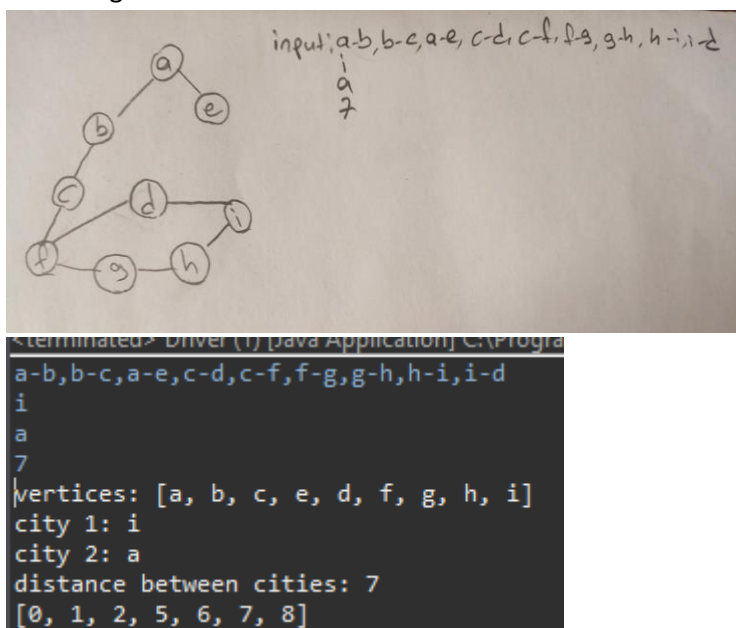 input: a-b, b-c, a-e, c-d, c-f, f-g, g-h, h-i, i-d
i
a
7
a
e
b
c
d
i
f
g
h
<terminated> Driver (1) [Java Application] C:\Progra
a-b,b-c,a-e,c-d,c-f,f-g,g-h,h-i,i-d
i
a
7
vertices: [a, b, c, e, d, f, g, h, i]
city 1: i
city 2: a
distance between cities: 7
[0, 1, 2, 5, 6, 7, 8]